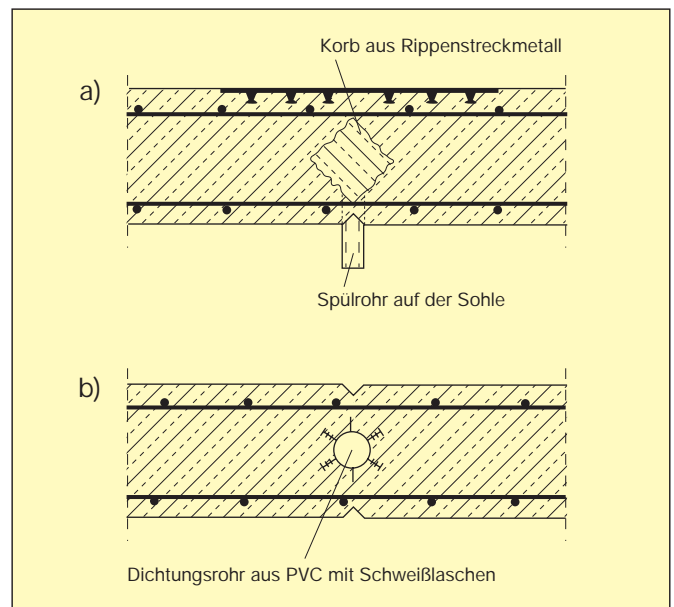 Korb aus Rippenstreckmetall
a)
Spülrohr auf der Sohle
b)
Dichtungsrohr aus PVC mit Schweißlaschen